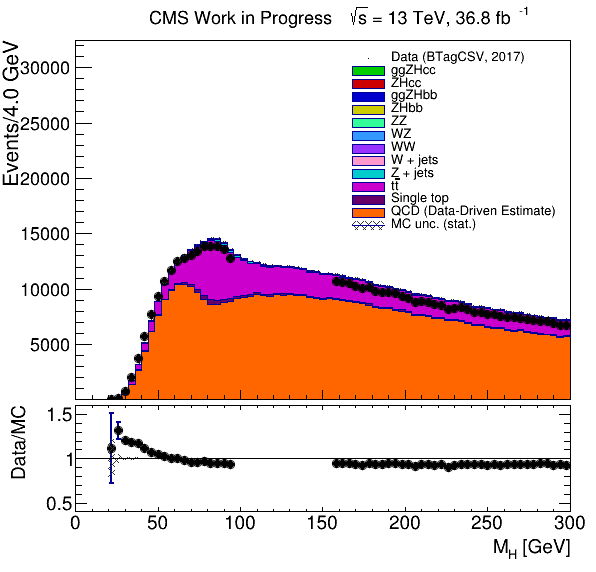 CMS Work in Progress √s = 13 TeV, 36.8 fb⁻¹
Events/4.0 GeV
30000
25000
20000
15000
10000
5000
Data (BTagCSV, 2017)
ggZHcc
ZHcc
ggZHbb
ZHbb
ZZ
WZ
WW
W + jets
Z + jets
tt̄
Single top
QCD (Data-Driven Estimate)
MC unc. (stat.)
Data/MC
1.5
1
0.5
0 50 100 150 200 250 300
M_H [GeV]